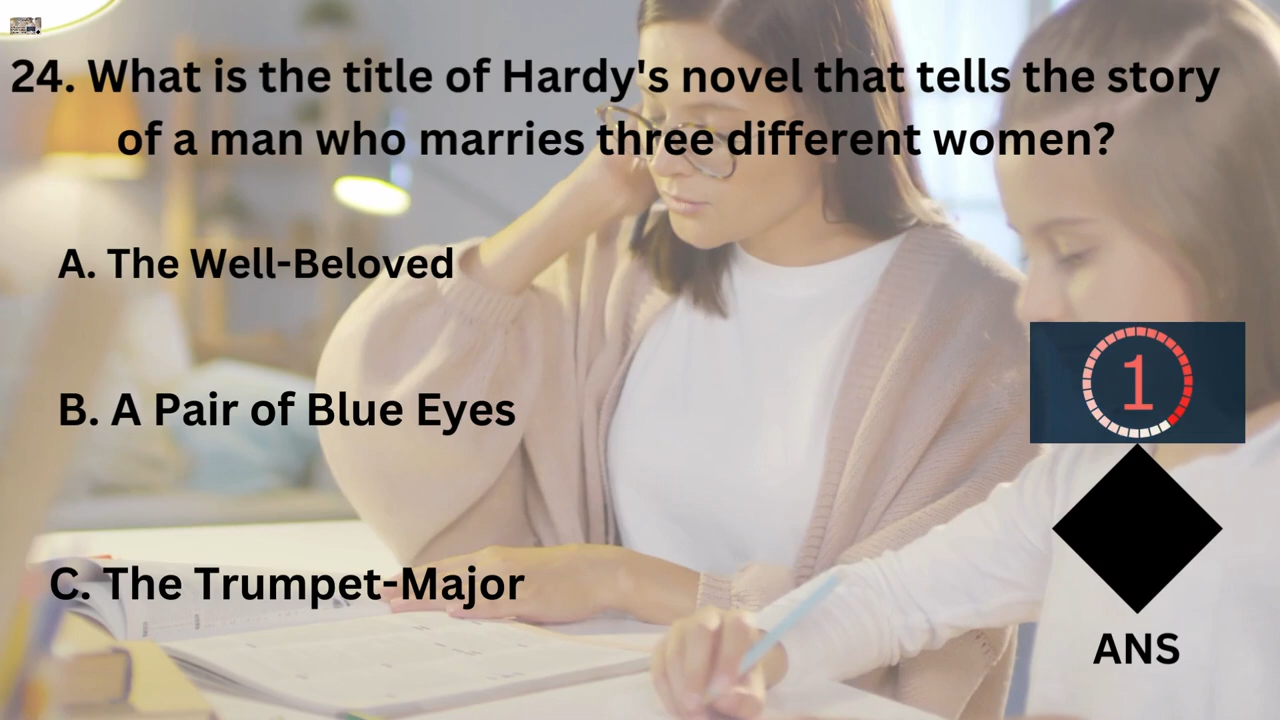 24. What is the title of Hardy's novel that tells the story
of a man who marries three different women?
A. The Well-Beloved
B. A Pair of Blue Eyes
1
C. The Trumpet-Major
ANS